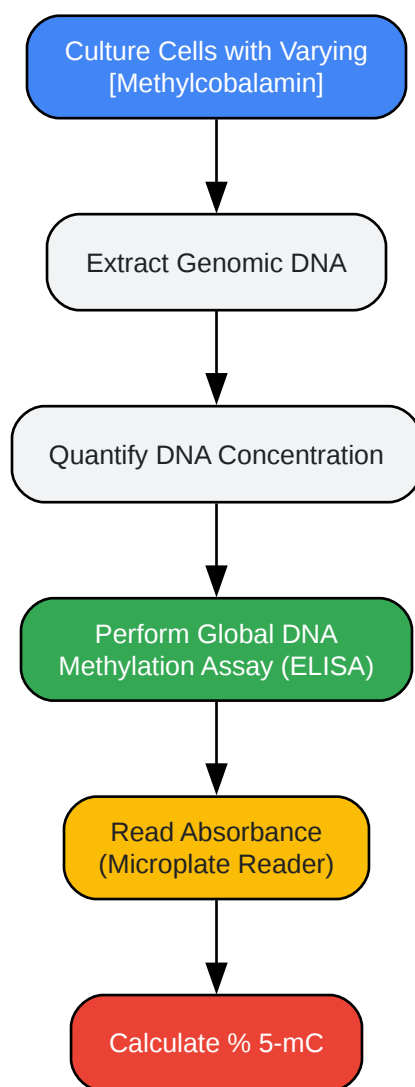 Culture Cells with Varying
[Methylcobalamin]
Extract Genomic DNA
Quantify DNA Concentration
Perform Global DNA
Methylation Assay (ELISA)
Read Absorbance
(Microplate Reader)
Calculate % 5-mC